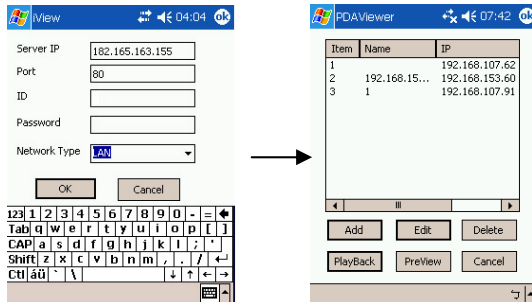 iView 4:04 ok
Server IP 182.165.163.155
Port 80
ID
Password
Network Type LAN
OK Cancel
123 1 2 3 4 5 6 7 8 9 0 - =
Tab q w e r t y u i o p [ ]
CAP a s d f g h j k l ; '
Shift z x c v b n m , . /
Ctl áü ` \
PDAViewer 7:42 ok
Item Name IP
1 192.168.107.62
2 192.168.15... 192.168.153.60
3 1 192.168.107.91
Add Edit Delete
PlayBack PreView Cancel